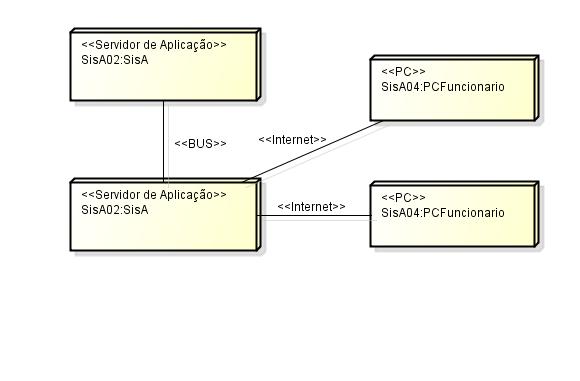 <<Servidor de Aplicação>>
SisA02:SisA
<<PC>>
SisA04:PCFuncionario
<<BUS>>
<<Internet>>
<<Servidor de Aplicação>>
SisA02:SisA
<<Internet>>
<<PC>>
SisA04:PCFuncionario